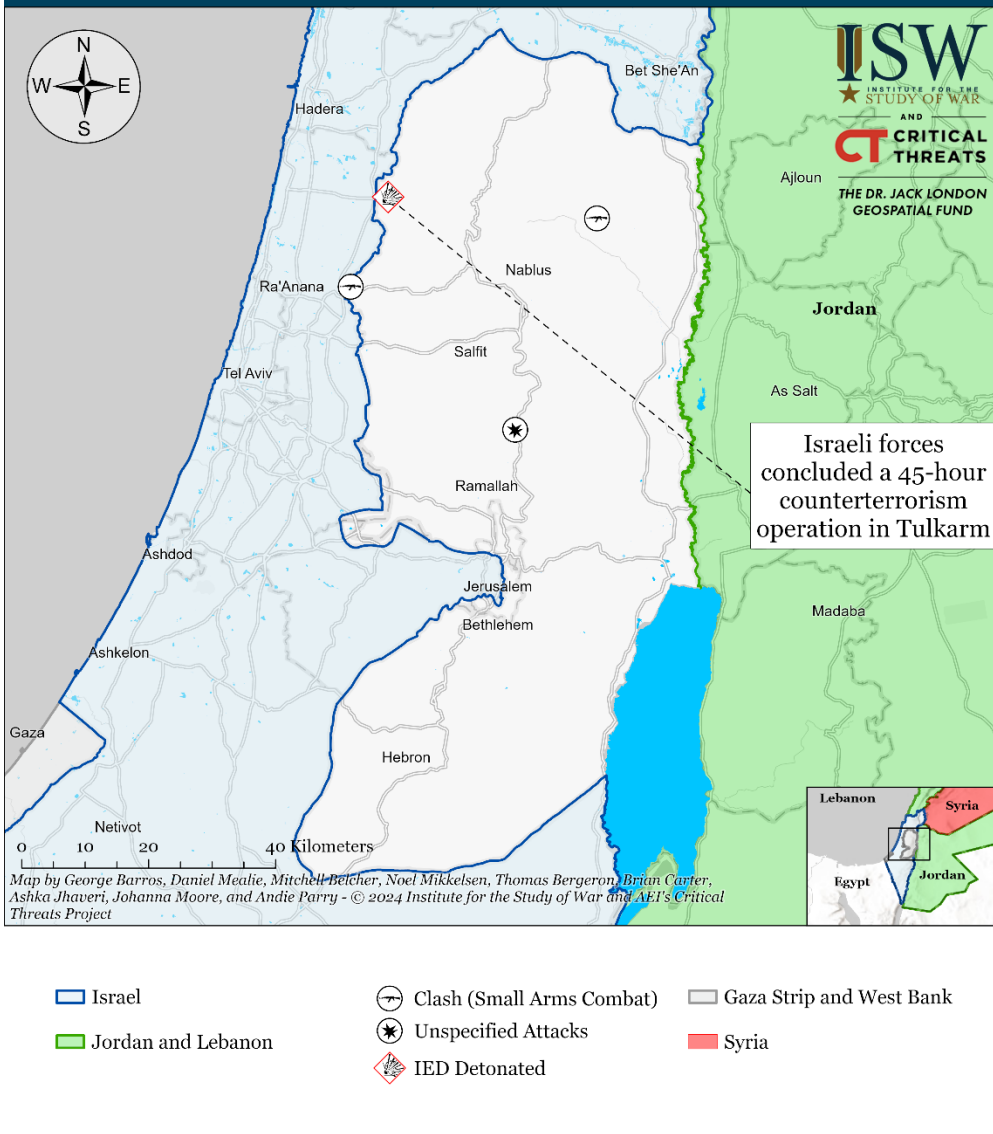 N
W
E
S
Bet She'An
Hadera
ISW
INSTITUTE FOR THE
STUDY OF WAR
AND
CT CRITICAL
THREATS
THE DR. JACK LONDON
GEOSPATIAL FUND
Ajloun
Nablus
Ra'Anana
Jordan
Salfit
Tel Aviv
As Salt
Israeli forces
concluded a 45-hour
counterterrorism
operation in Tulkarm
Ramallah
Ashdod
Jerusalem
Madaba
Bethlehem
Ashkelon
Gaza
Hebron
Netivot
0 10 20 40 Kilometers
Map by George Barros, Daniel Mealie, Mitchell Belcher, Noel Mikkelsen, Thomas Bergeron, Brian Carter,
Ashka Jhaveri, Johanna Moore, and Andie Parry - © 2024 Institute for the Study of War and AEI's Critical
Threats Project
Lebanon
Syria
Egypt
Jordan
Israel
Jordan and Lebanon
Clash (Small Arms Combat)
Unspecified Attacks
IED Detonated
Gaza Strip and West Bank
Syria